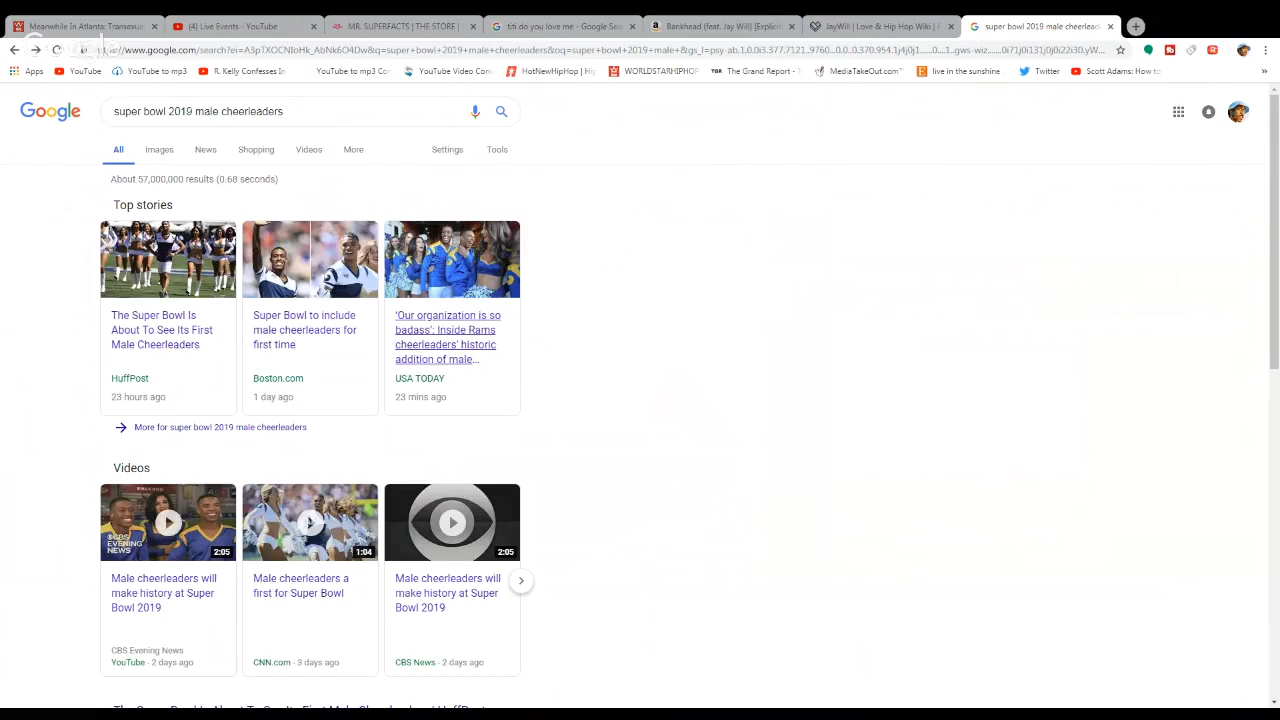 Meanwhile In Atlanta: Transexu
(4) Live Events - YouTube
MR. SUPERFACTS | THE STORE |
titi do you love me - Google Sea
Bankhead (feat. Jay Will) [Explici
JayWill | Love & Hip Hop Wiki |
super bowl 2019 male cheerlead
Apps
YouTube
YouTube to mp3
R. Kelly Confesses In
YouTube to mp3 Con
YouTube Video Conv
HotNewHipHop | Hip
WORLDSTARHIPHOP
TGR The Grand Report - T
MediaTakeOut.com™
live in the sunshine
Twitter
Scott Adams: How to
»
Google
super bowl 2019 male cheerleaders
All Images News Shopping Videos More Settings Tools
About 57,000,000 results (0.68 seconds)
Top stories
The Super Bowl Is
About To See Its First
Male Cheerleaders
HuffPost
23 hours ago
Super Bowl to include
male cheerleaders for
first time
Boston.com
1 day ago
'Our organization is so
badass': Inside Rams
cheerleaders' historic
addition of male…
USA TODAY
23 mins ago
More for super bowl 2019 male cheerleaders
Videos
CBS
EVENING
NEWS
2:05
Male cheerleaders will
make history at Super
Bowl 2019
CBS Evening News
YouTube - 2 days ago
1:04
Male cheerleaders a
first for Super Bowl
CNN.com - 3 days ago
2:05
Male cheerleaders will
make history at Super
Bowl 2019
CBS News - 2 days ago